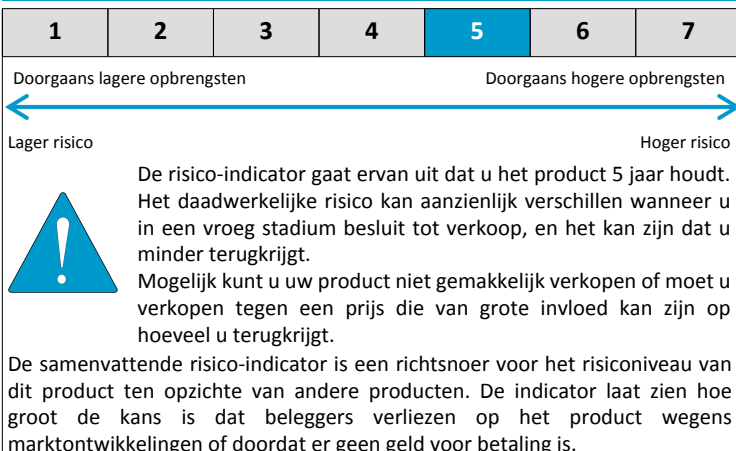 1 2 3 4 5 6 7
Doorgaans lagere opbrengsten Doorgaans hogere opbrengsten
Lager risico Hoger risico
De risico-indicator gaat ervan uit dat u het product 5 jaar houdt.
Het daadwerkelijke risico kan aanzienlijk verschillen wanneer u
in een vroeg stadium besluit tot verkoop, en het kan zijn dat u
minder terugkrijgt.
Mogelijk kunt u uw product niet gemakkelijk verkopen of moet u
verkopen tegen een prijs die van grote invloed kan zijn op
hoeveel u terugkrijgt.
De samenvattende risico-indicator is een richtsnoer voor het risiconiveau van
dit product ten opzichte van andere producten. De indicator laat zien hoe
groot de kans is dat beleggers verliezen op het product wegens
marktontwikkelingen of doordat er geen geld voor betaling is.